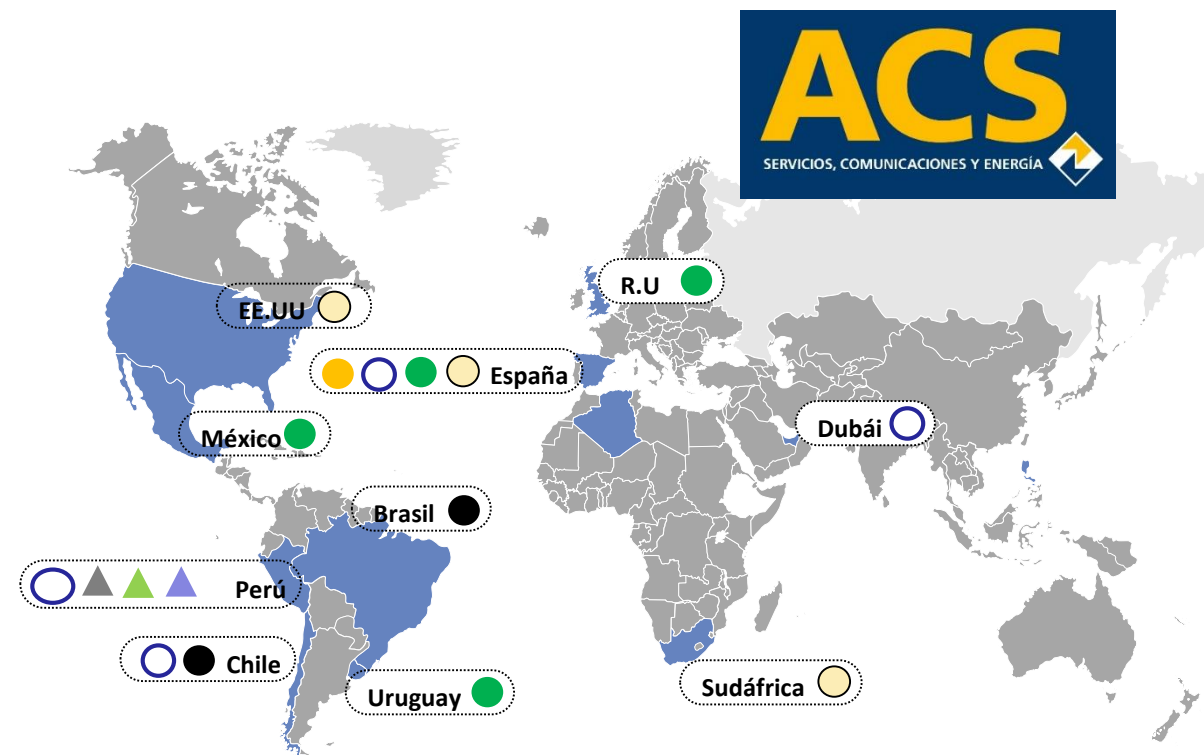 ACS
SERVICIOS, COMUNICACIONES Y ENERGÍA
R.U
EE.UU
España
México
Dubái
Brasil
Perú
Chile
Uruguay
Sudáfrica